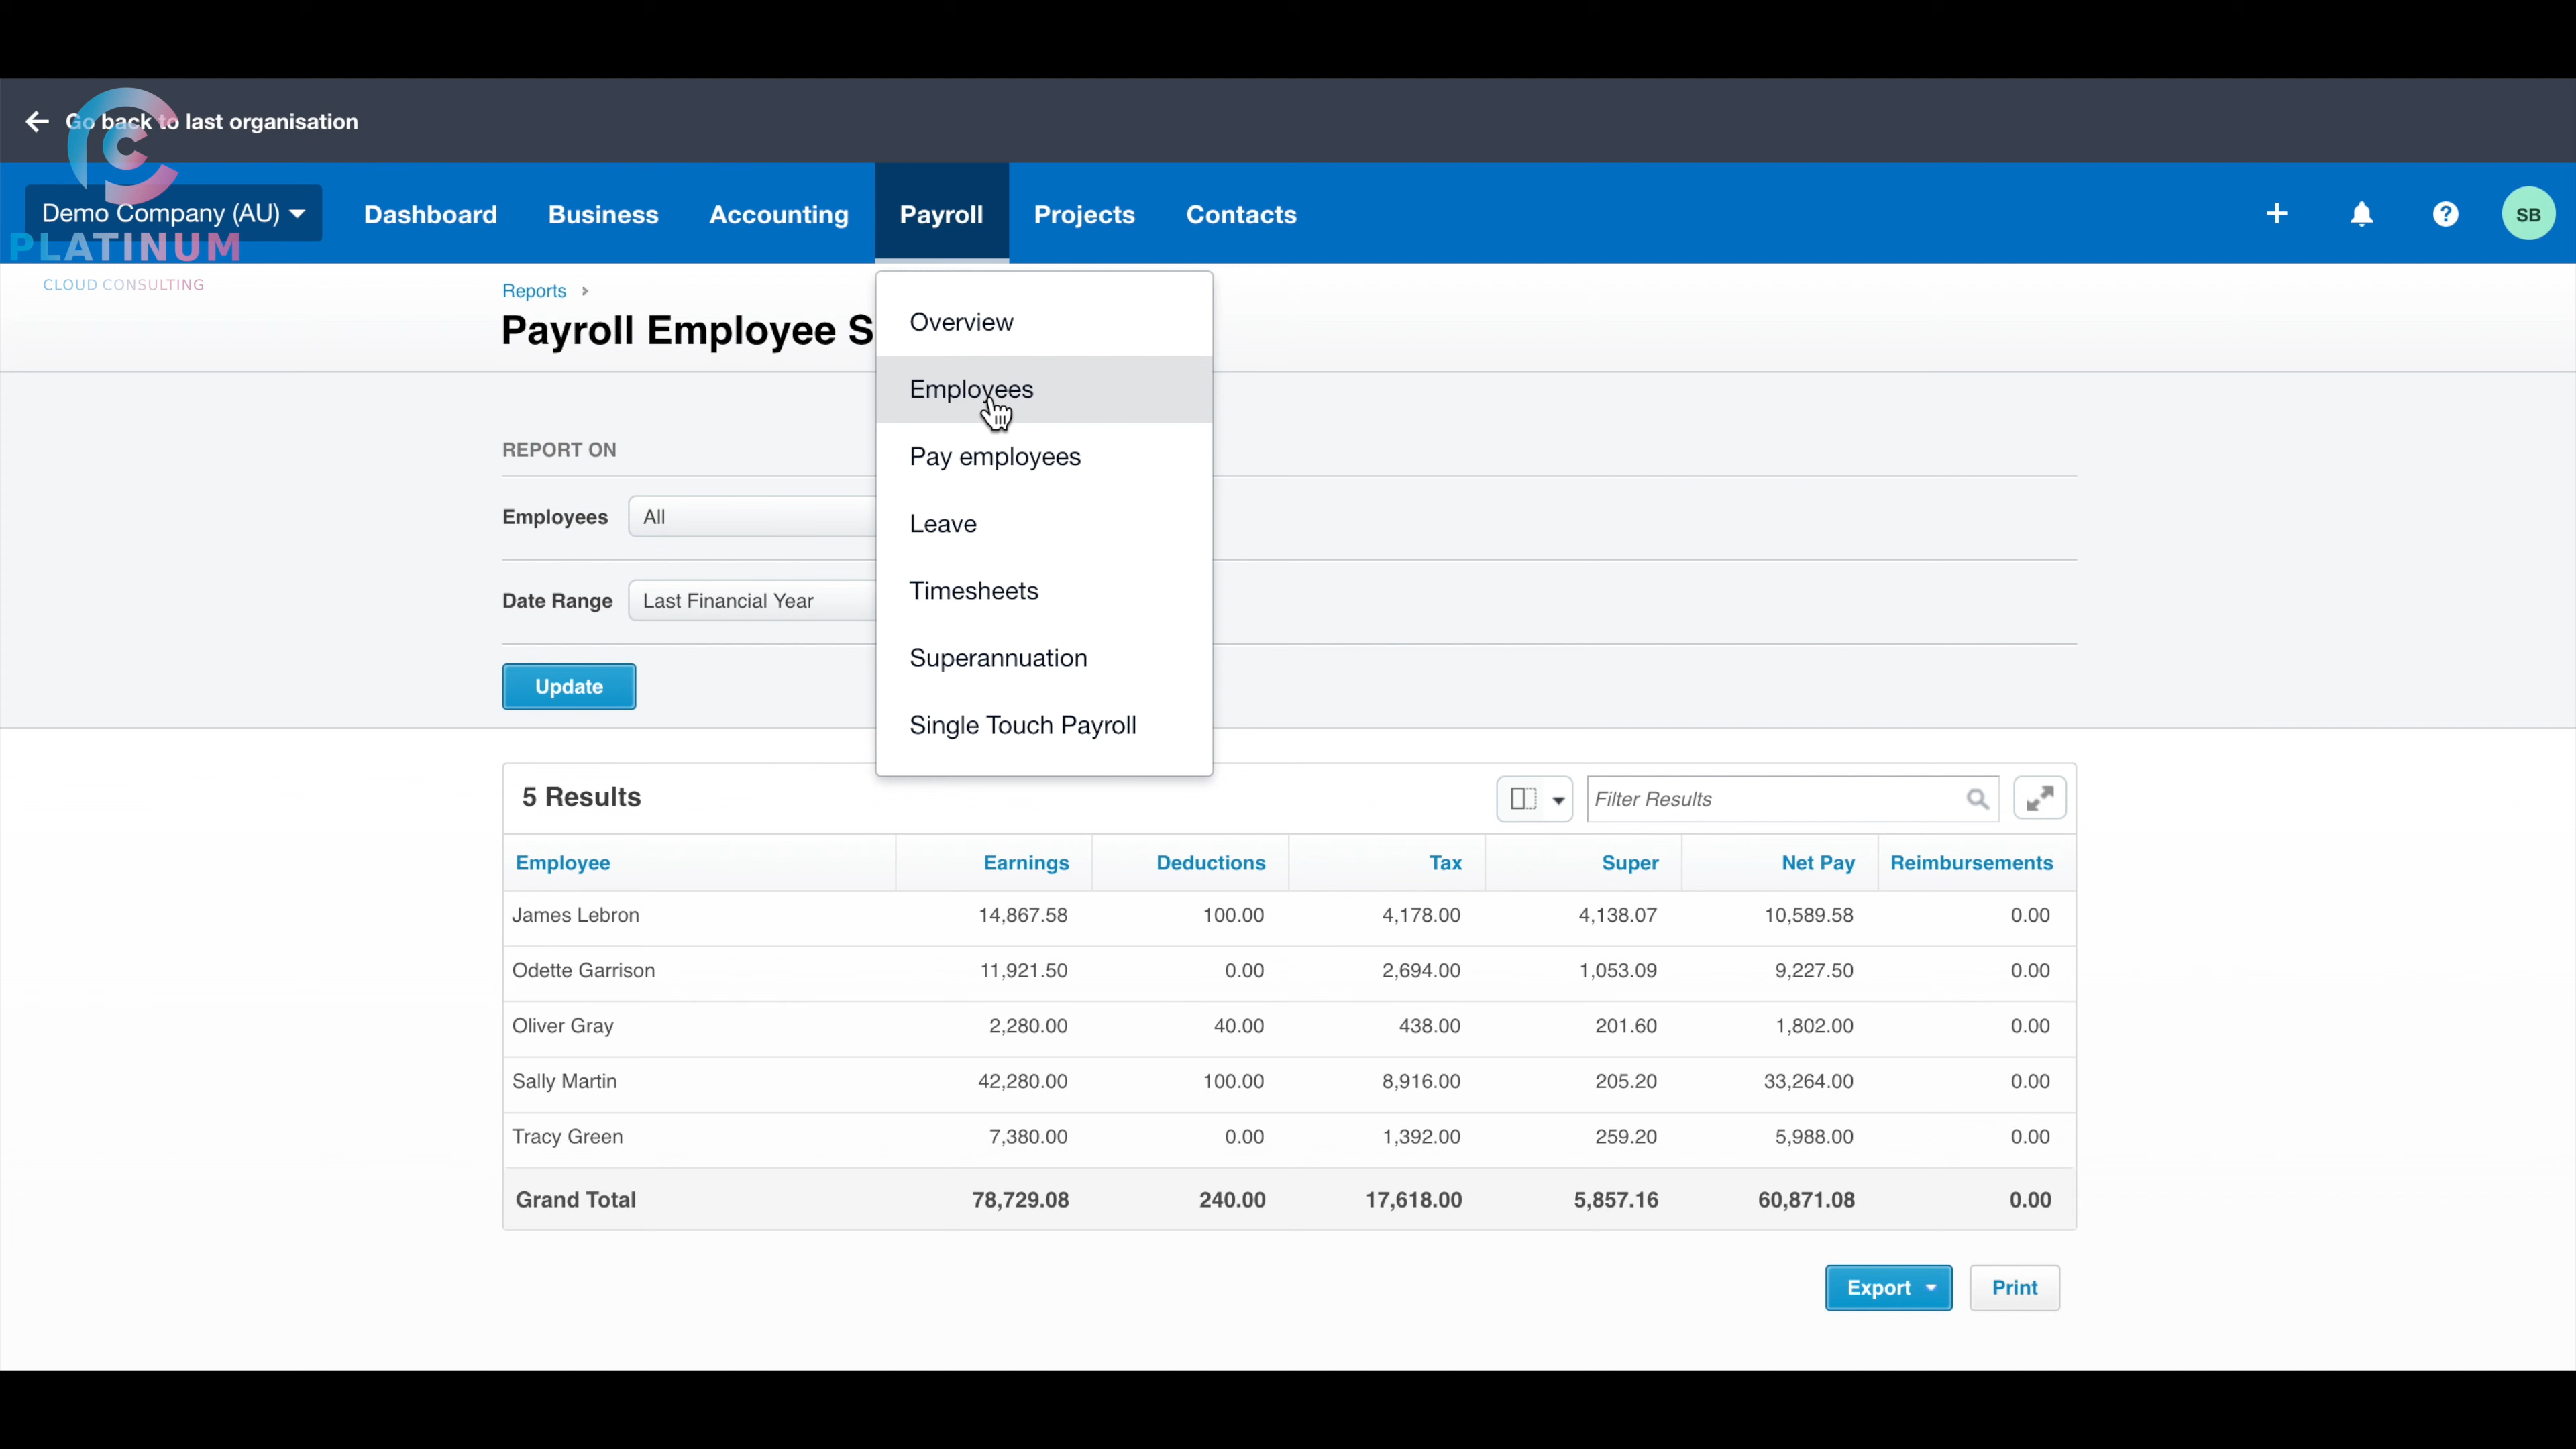 Go back to last organisation
Demo Company (AU)
Dashboard
Business
Accounting
Payroll
Projects
Contacts
SB
PLATINUM
CLOUD CONSULTING
Reports
Payroll Employee S
Overview
Employees
Pay employees
Leave
Timesheets
Superannuation
Single Touch Payroll
REPORT ON
Employees All
Date Range Last Financial Year
Update
5 Results
Filter Results
Employee Earnings Deductions Tax Super Net Pay Reimbursements
James Lebron 14,867.58 100.00 4,178.00 4,138.07 10,589.58 0.00
Odette Garrison 11,921.50 0.00 2,694.00 1,053.09 9,227.50 0.00
Oliver Gray 2,280.00 40.00 438.00 201.60 1,802.00 0.00
Sally Martin 42,280.00 100.00 8,916.00 205.20 33,264.00 0.00
Tracy Green 7,380.00 0.00 1,392.00 259.20 5,988.00 0.00
Grand Total 78,729.08 240.00 17,618.00 5,857.16 60,871.08 0.00
Export
Print